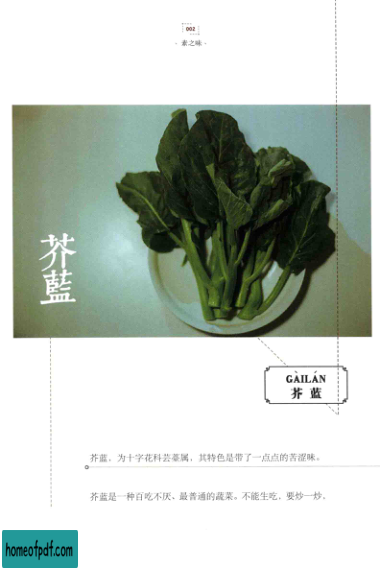 002
素之味
芥藍
GAILAN
芥蓝
芥蓝，为十字花科芸薹属，其特色是带了一点点的苦涩味。
芥蓝是一种百吃不厌、最普通的蔬菜。不能生吃，要炒一炒，
homeofpdf.com